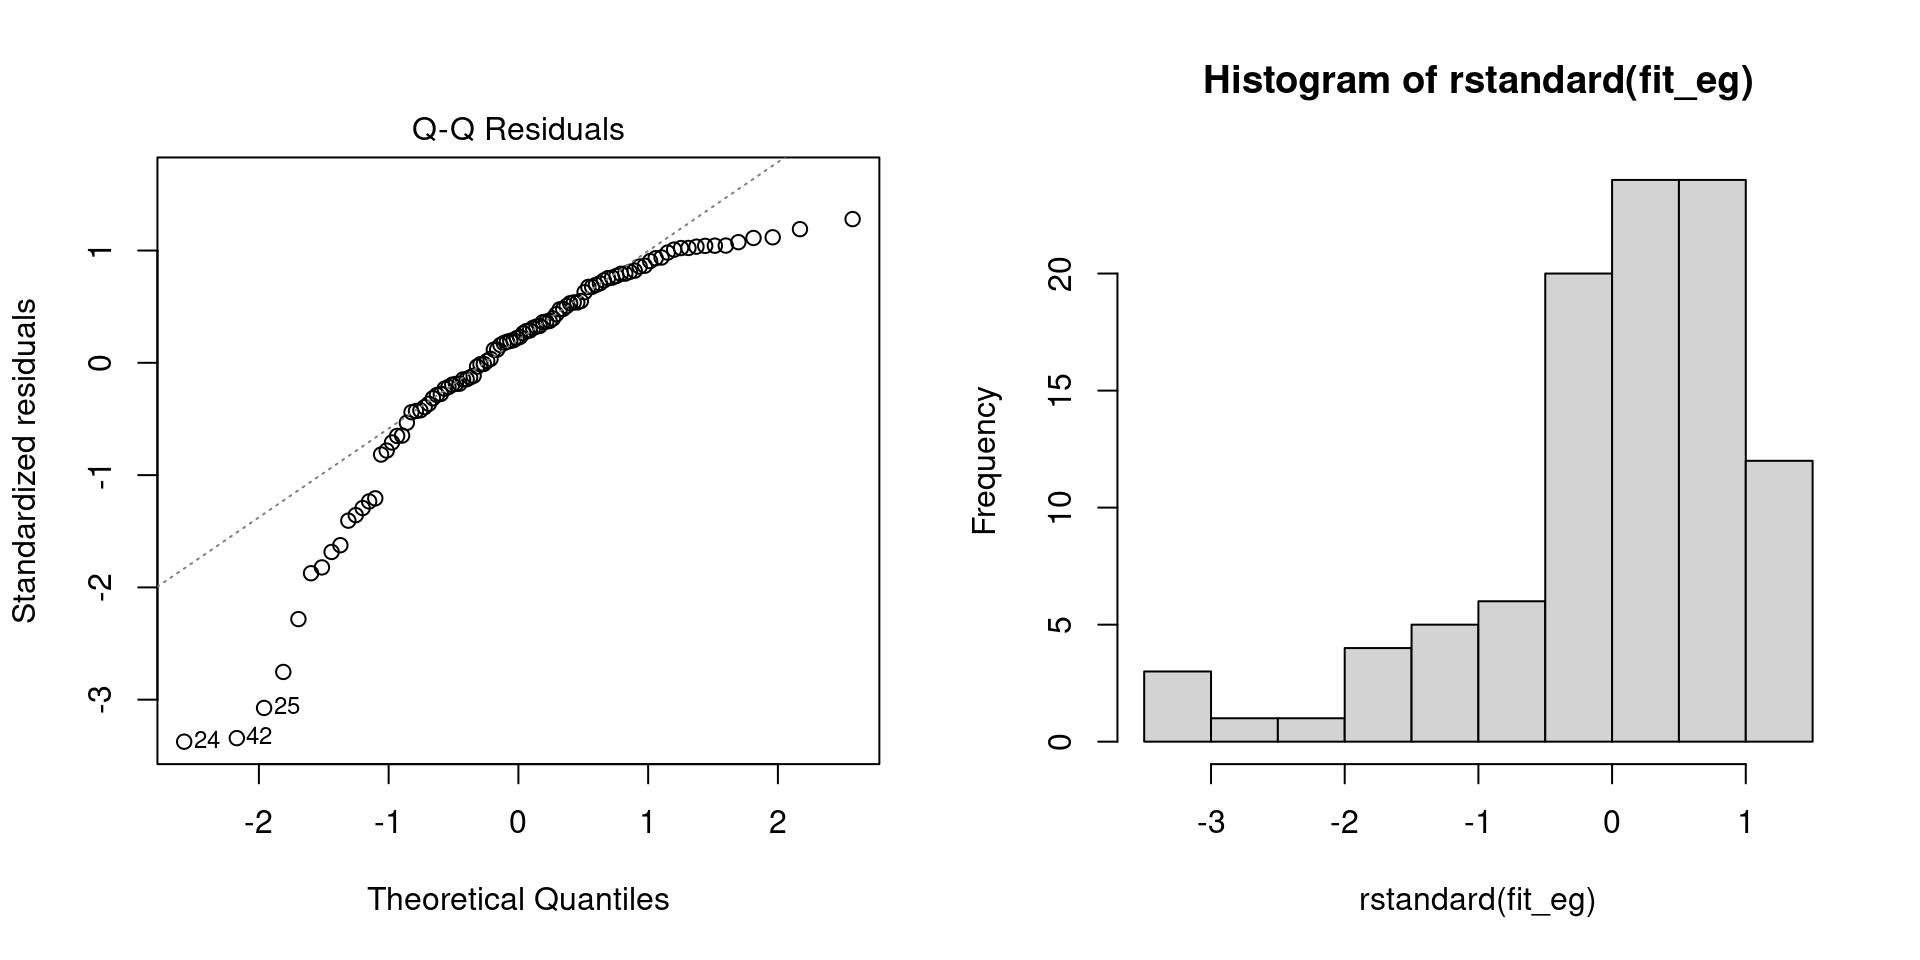 Q-Q Residuals
Standardized residuals
1
0
-1
-2
-3
25
24
42
-2 -1 0 1 2
Theoretical Quantiles
Histogram of rstandard(fit_eg)
Frequency
20
15
10
5
0
-3 -2 -1 0 1
rstandard(fit_eg)